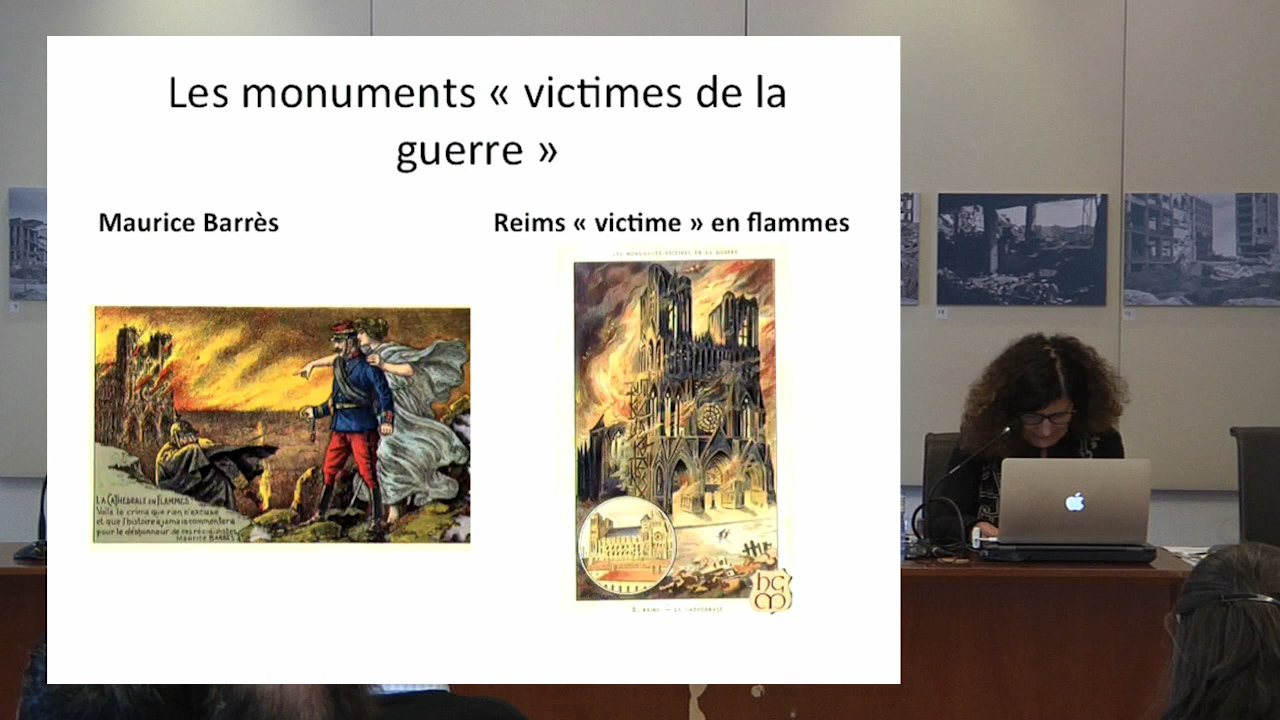 Les monuments « victimes de la
guerre »
Maurice Barrès
Reims « victime » en flammes
LES MONUMENTS VICTIMES DE LA GUERRE
LA CATHÉDRALE EN FLAMMES:
Voilà le crime que rien n'excuse
et que l'histoire à jamais commentera
pour le déshonneur de ces récidivistes
MAURICE BARRÈS
REIMS — LA CATHÉDRALE